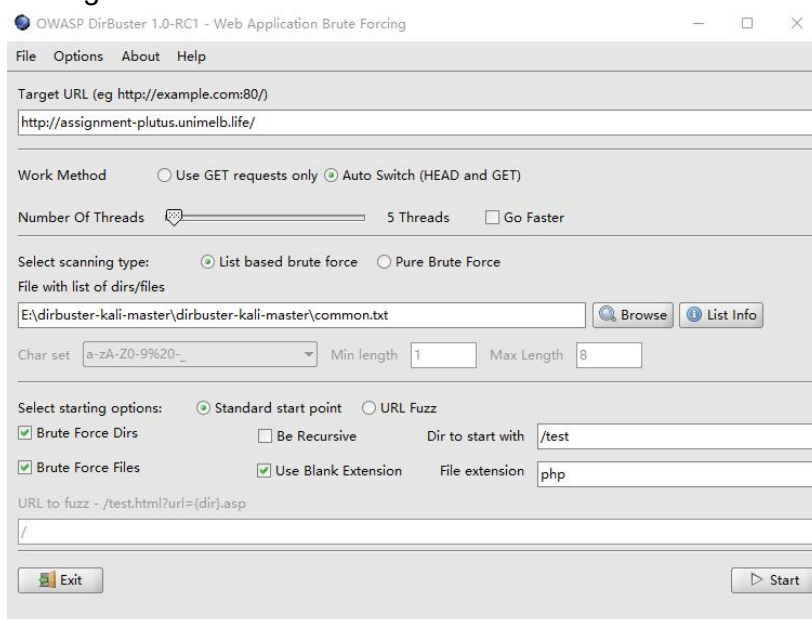 OWASP DirBuster 1.0-RC1 - Web Application Brute Forcing
File Options About Help
Target URL (eg http://example.com:80/)
http://assignment-plutus.unimelb.life/
Work Method Use GET requests only Auto Switch (HEAD and GET)
Number Of Threads 5 Threads Go Faster
Select scanning type: List based brute force Pure Brute Force
File with list of dirs/files
E:\dirbuster-kali-master\dirbuster-kali-master\common.txt Browse List Info
Char set a-zA-Z0-9%20-_ Min length 1 Max Length 8
Select starting options: Standard start point URL Fuzz
Brute Force Dirs Be Recursive Dir to start with /test
Brute Force Files Use Blank Extension File extension php
URL to fuzz - /test.html?url={dir}.asp
/
Exit Start